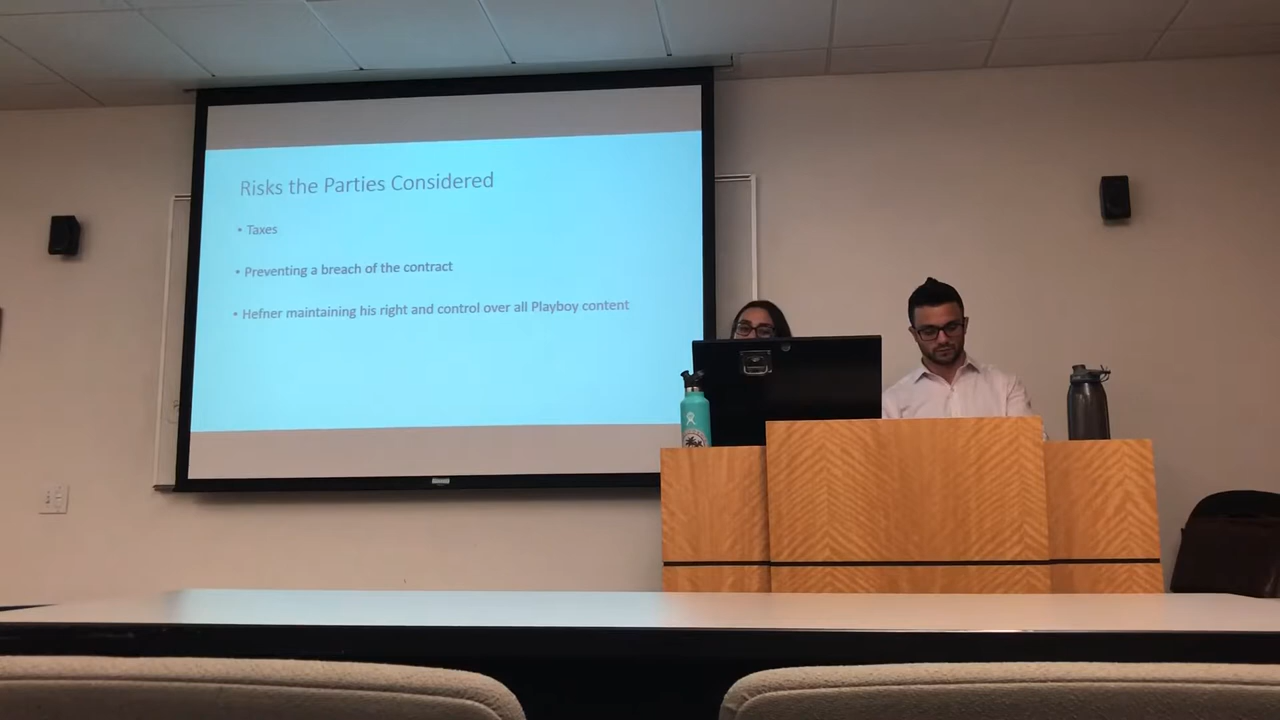 Risks the Parties Considered
• Taxes
• Preventing a breach of the contract
• Hefner maintaining his right and control over all Playboy content